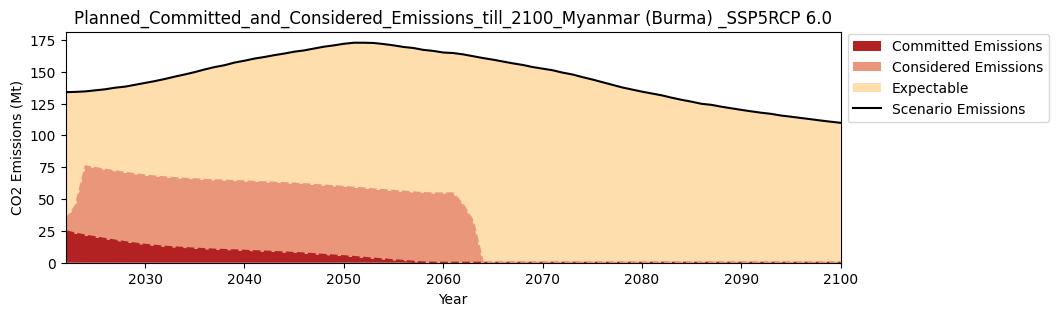 Planned_Committed_and_Considered_Emissions_till_2100_Myanmar (Burma) _SSP5RCP 6.0
CO2 Emissions (Mt)
175
150
125
100
75
50
25
0
2030 2040 2050 2060 2070 2080 2090 2100
Year
Committed Emissions
Considered Emissions
Expectable
Scenario Emissions